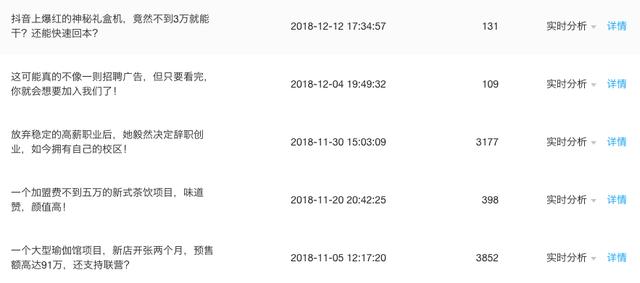 抖音上爆红的神秘礼盒机，竟然不到3万就能
干？还能快速回本？
2018-12-12 17:34:57
131
实时分析
详情
这可能真的不像一则招聘广告，但只要看完，
你就会想要加入我们了！
2018-12-04 19:49:32
109
实时分析
详情
放弃稳定的高薪职业后，她毅然决定辞职创
业，如今拥有自己的校区！
2018-11-30 15:03:09
3177
实时分析
详情
一个加盟费不到五万的新式茶饮项目，味道
赞，颜值高！
2018-11-20 20:42:25
398
实时分析
详情
一个大型瑜伽馆项目，新店开张两个月，预售
额高达91万，还支持联营？
2018-11-05 12:17:20
3852
实时分析
详情